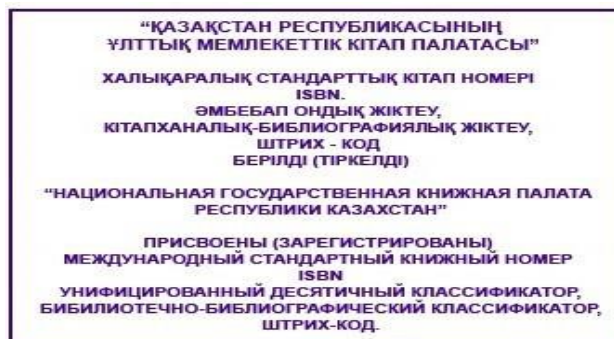 “ҚАЗАҚСТАН РЕСПУБЛИКАСЫНЫҢ
ҰЛТТЫҚ МЕМЛЕКЕТТІК КІТАП ПАЛАТАСЫ”
ХАЛЫҚАРАЛЫҚ СТАНДАРТТЫҚ КІТАП НОМЕРІ
ISBN.
ӘМБЕБАП ОНДЫҚ ЖІКТЕУ,
КІТАПХАНАЛЫҚ-БИБЛИОГРАФИЯЛЫҚ ЖІКТЕУ,
ШТРИХ - КОД
БЕРІЛДІ (ТІРКЕЛДІ)
“НАЦИОНАЛЬНАЯ ГОСУДАРСТВЕННАЯ КНИЖНАЯ ПАЛАТА
РЕСПУБЛИКИ КАЗАХСТАН”
ПРИСВОЕНЫ (ЗАРЕГИСТРИРОВАНЫ)
МЕЖДУНАРОДНЫЙ СТАНДАРТНЫЙ КНИЖНЫЙ НОМЕР
ISBN
УНИФИЦИРОВАННЫЙ ДЕСЯТИЧНЫЙ КЛАССИФИКАТОР,
БИБИЛИОТЕЧНО-БИБЛИОГРАФИЧЕСКИЙ КЛАССИФИКАТОР,
ШТРИХ-КОД.